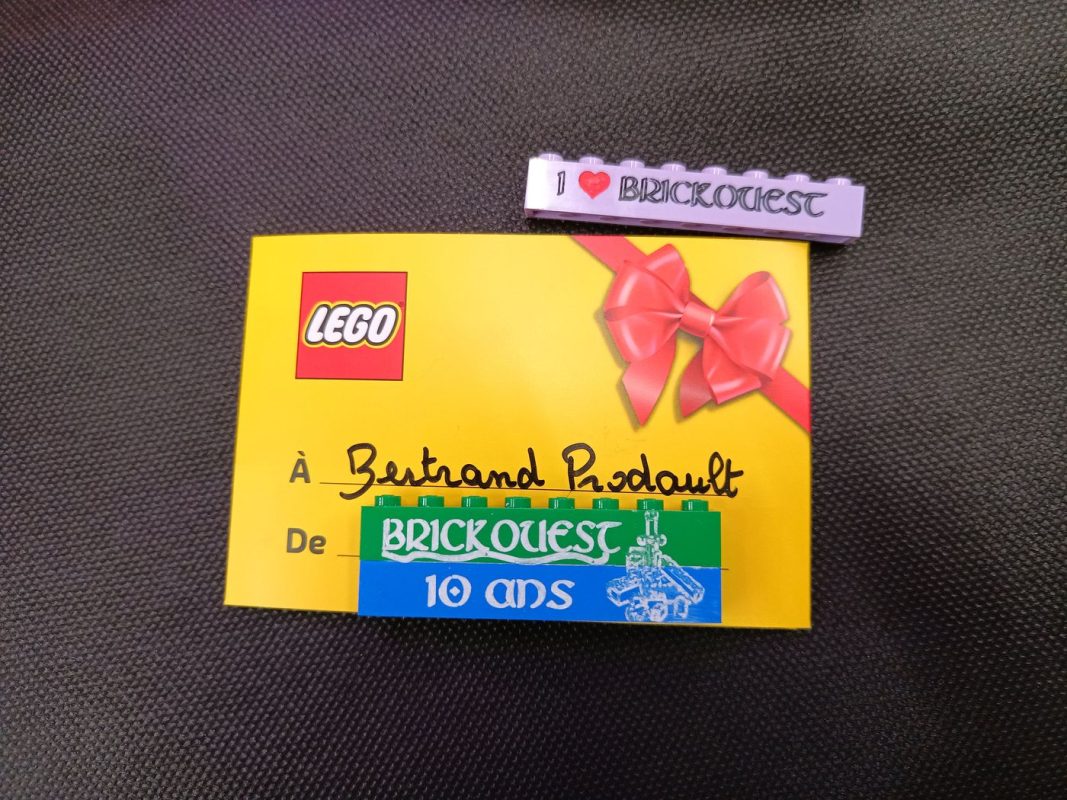 I ❤ BRICKOUEST
LEGO
À Bertrand Prodault
De
BRICKOUEST
10 ans